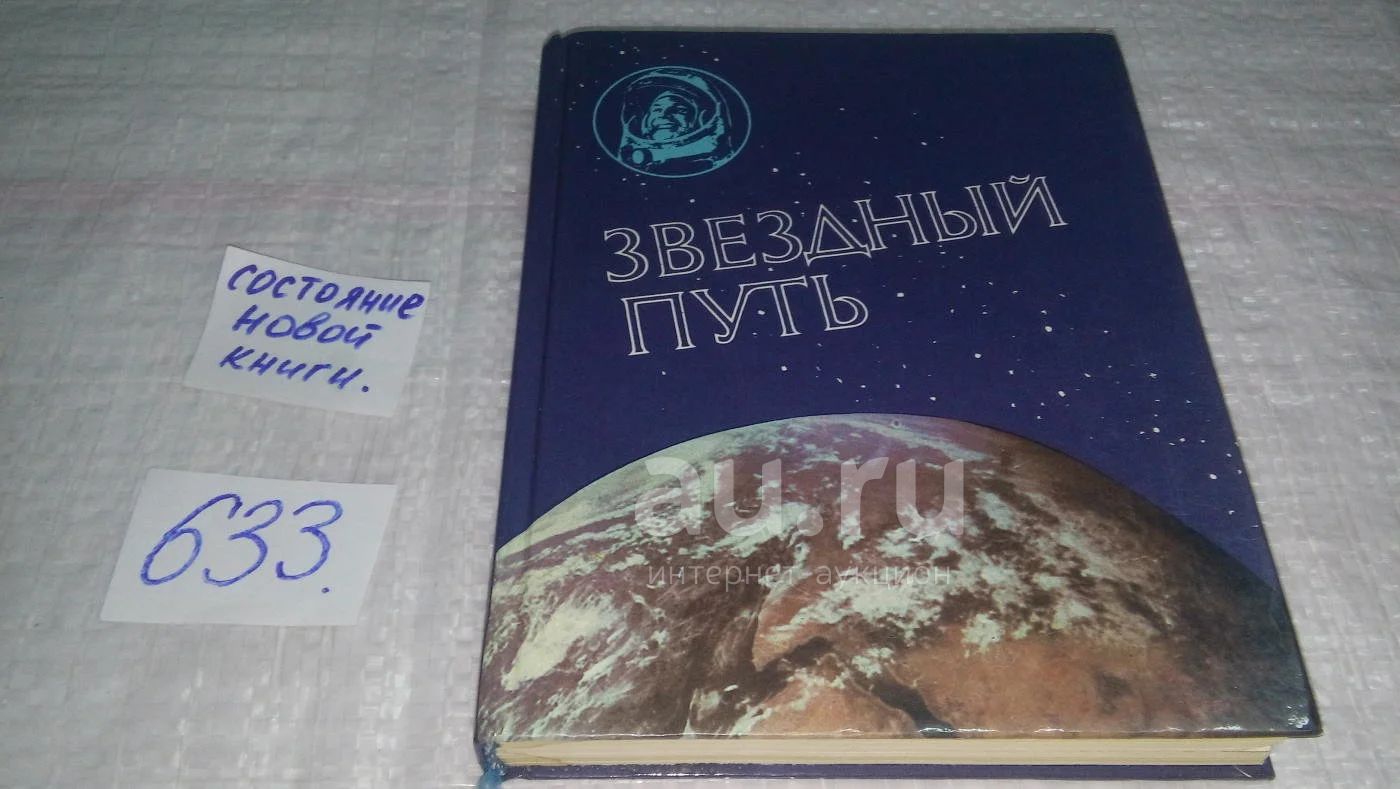 ЗВЕЗДНЫЙ
ПУТЬ
состояние
новой
книги.
633.
au.ru
интернет аукцион